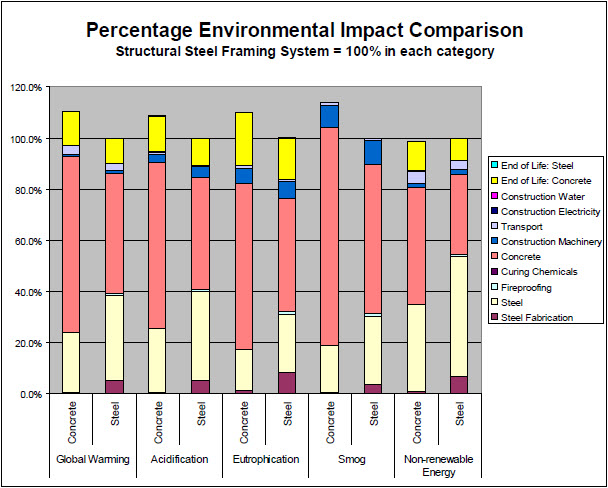 Percentage Environmental Impact Comparison
Structural Steel Framing System = 100% in each category
120.0%
100.0%
80.0%
60.0%
40.0%
20.0%
0.0%
End of Life: Steel
End of Life: Concrete
Construction Water
Construction Electricity
Transport
Construction Machinery
Concrete
Curing Chemicals
Fireproofing
Steel
Steel Fabrication
Concrete
Steel
Concrete
Steel
Concrete
Steel
Concrete
Steel
Concrete
Steel
Global Warming
Acidification
Eutrophication
Smog
Non-renewable
Energy